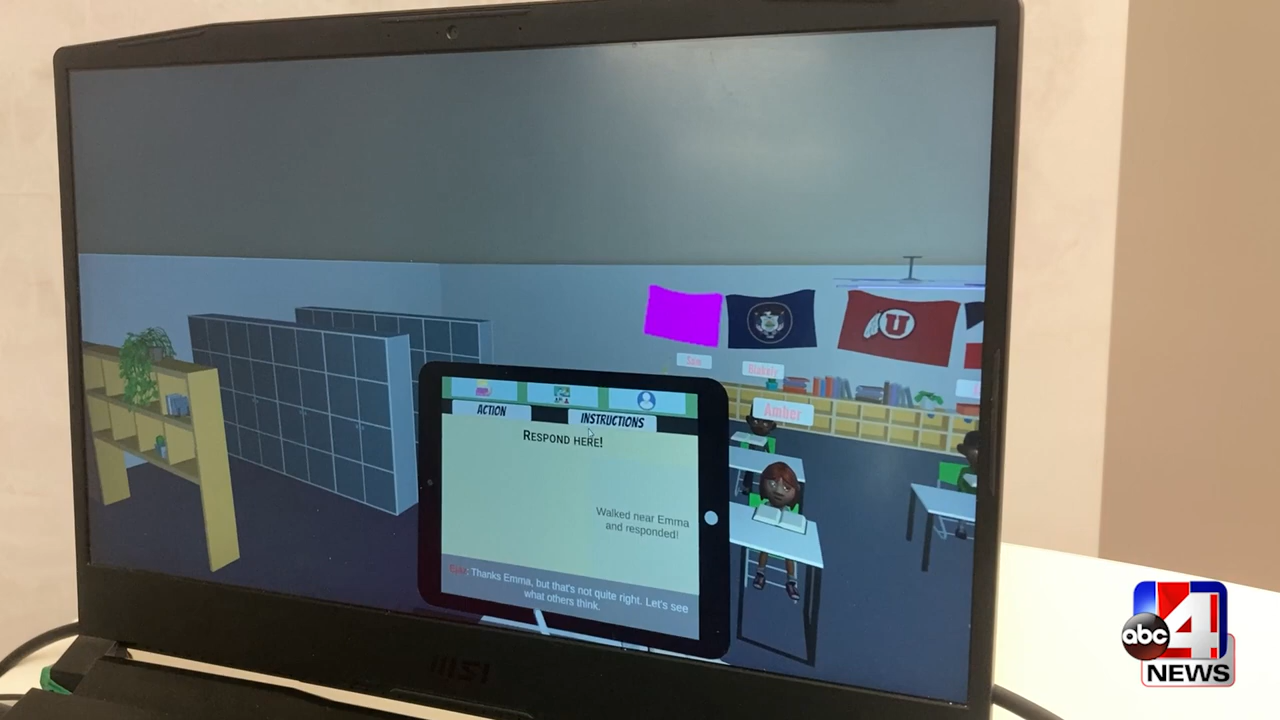 Blakely
Amber
U
ACTION
INSTRUCTIONS
RESPOND HERE!
Walked near Emma
and responded!
: Thanks Emma, but that's not quite right. Let's see
what others think.
msi
abc
4
NEWS